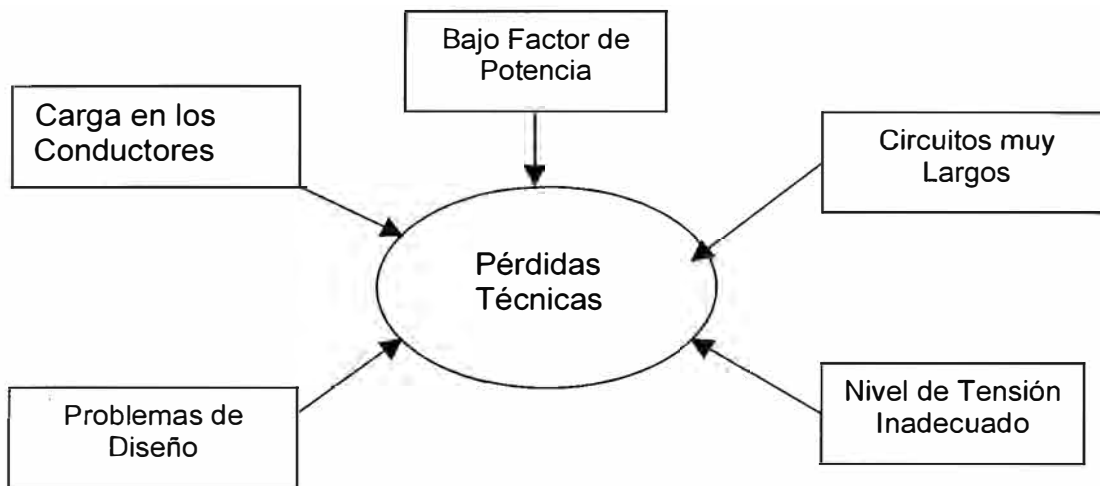 Bajo Factor de
Potencia
Carga en los
Conductores
Circuitos muy
Largos
Pérdidas
Técnicas
Problemas de
Diseño
Nivel de Tensión
Inadecuado